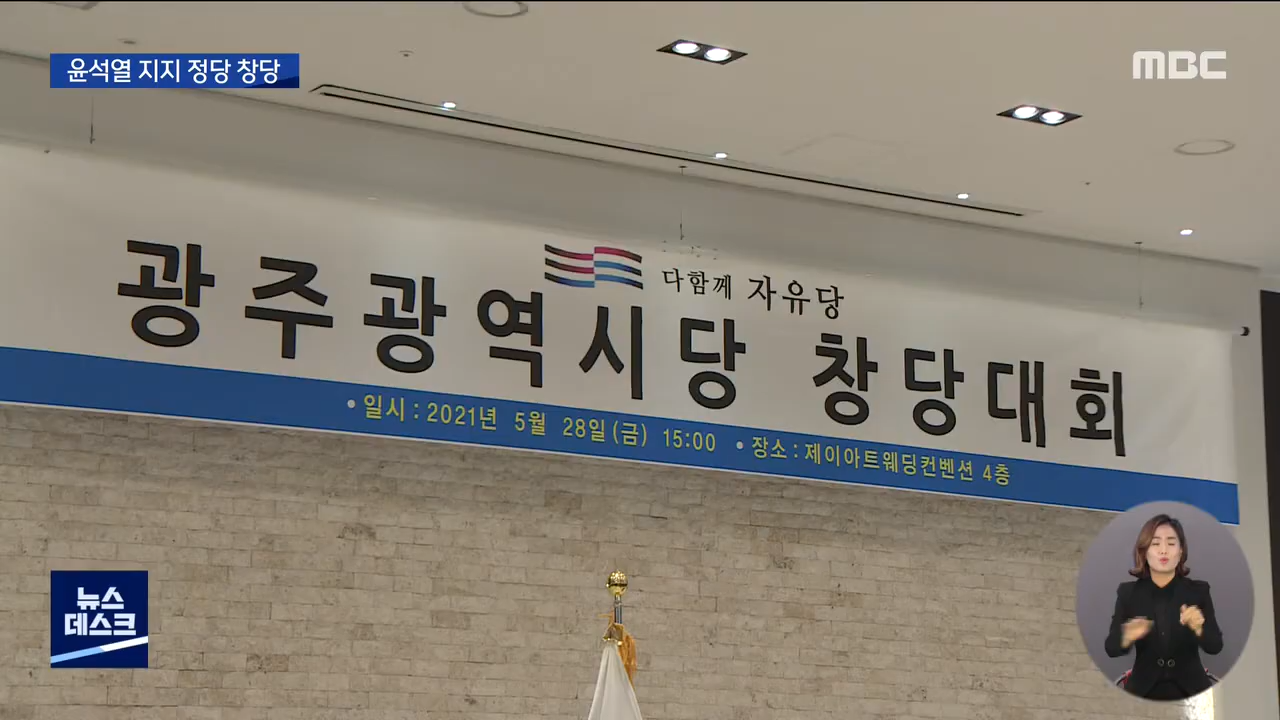 윤석열 지지 정당 창당
MBC
다함께 자유당
광주광역시당 창당대회
• 일시 : 2021년 5월 28일(금) 15:00 • 장소 : 제이아트웨딩컨벤션 4층
뉴스
데스크